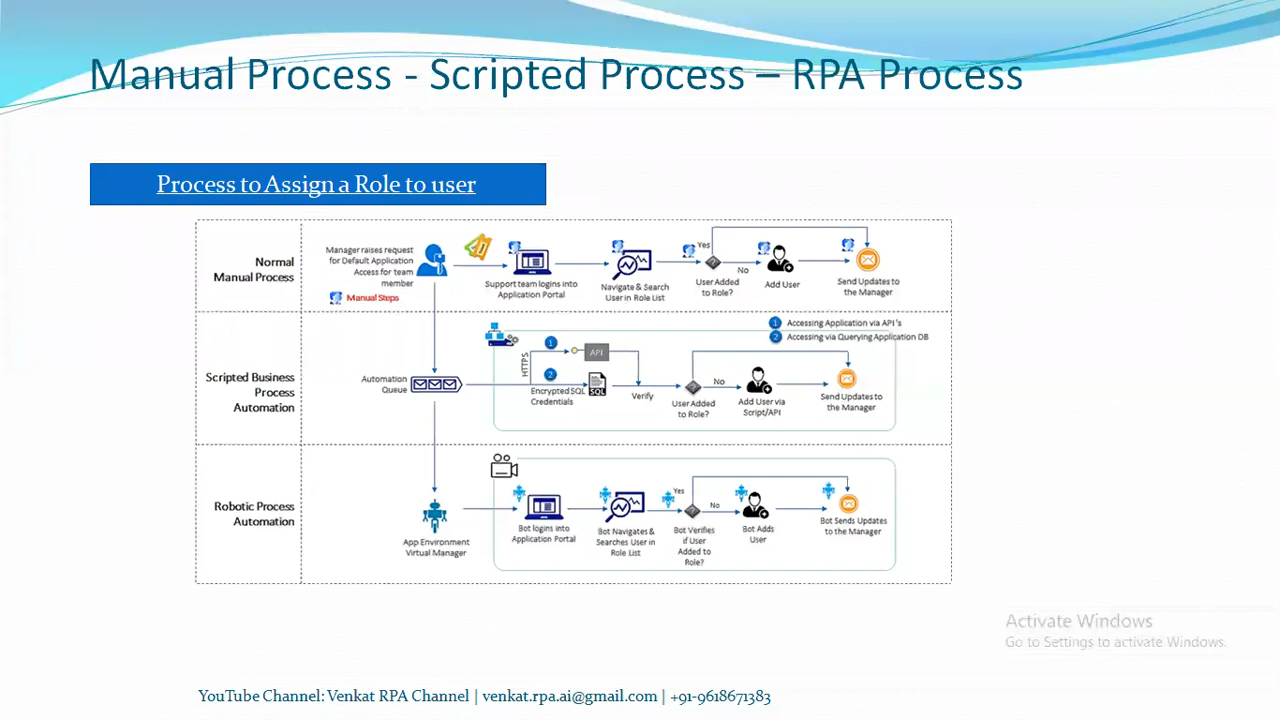 Manual Process - Scripted Process – RPA Process
Process to Assign a Role to user
Normal
Manual Process
Manager raises request
for Default Application
Access for team
member
Manual Steps
Support team logins into
Application Portal
Navigate & Search
User in Role List
Yes
No
User Added
to Role?
Add User
Send Updates to
the Manager
Scripted Business
Process
Automation
Automation
Queue
1 Accessing Application via API's
2 Accessing via Querying Application DB
HTTPS
1
API
2
Encrypted SQL
Credentials
SQL
Verify
No
User Added
to Role?
Add User via
Script/API
Send Updates to
the Manager
Robotic Process
Automation
App Environment
Virtual Manager
Bot logins into
Application Portal
Bot Navigates &
Searches User in
Role List
Yes
No
Bot Verifies
if User
Added to
Role?
Bot Adds
User
Bot Sends Updates
to the Manager
Activate Windows
Go to Settings to activate Windows.
YouTube Channel: Venkat RPA Channel | venkat.rpa.ai@gmail.com | +91-9618671383